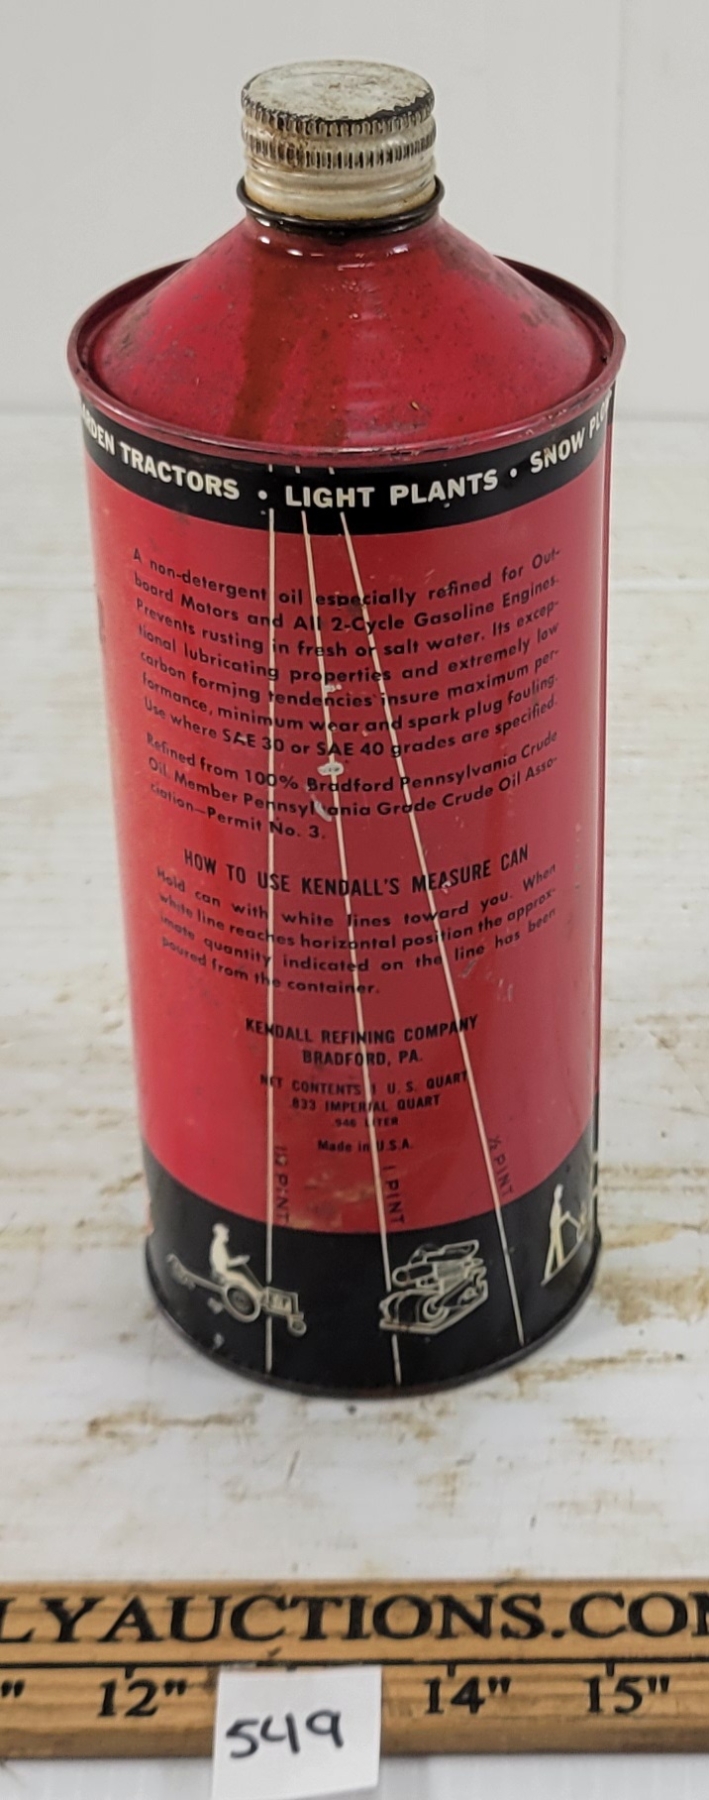 TRACTORS • LIGHT PLANTS • SNOW
A non-detergent oil especially refined for Out-
board Motors and All 2-Cycle Gasoline Engines.
Prevents rusting in fresh or salt water. Its excep-
tional lubricating properties and extremely low
carbon forming tendencies insure maximum per-
formance, minimum wear and spark plug fouling.
Use where SAE 30 or SAE 40 grades are specified.
Refined from 100% Bradford Pennsylvania Crude
Oil. Member Pennsylvania Grade Crude Oil Asso-
ciation—Permit No. 3.
HOW TO USE KENDALL'S MEASURE CAN
Hold can with white lines toward you. When
white line reaches horizontal position the approx-
imate quantity indicated on the line has been
poured from the container.
KENDALL REFINING COMPANY
BRADFORD, PA.
NET CONTENTS 1 U.S. QUART
.833 IMPERIAL QUART
.946 LITER
Made in U.S.A.
1½ PINT
1 PINT
½ PINT
LYAUCTIONS.CO
12" 14" 15"
549